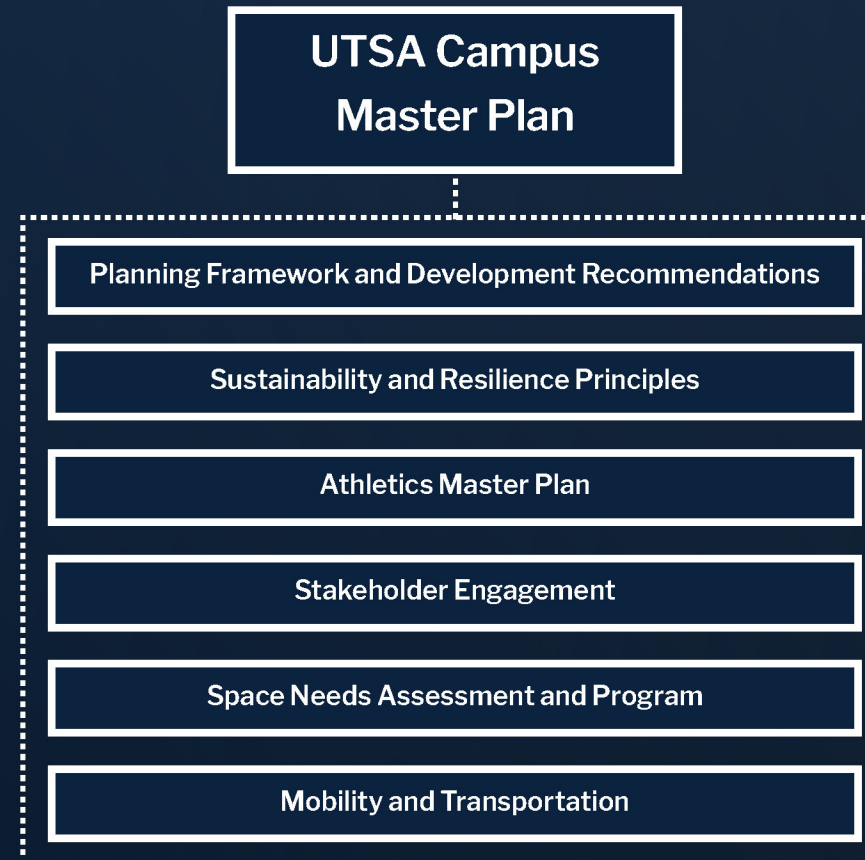 UTSA Campus
Master Plan
Planning Framework and Development Recommendations
Sustainability and Resilience Principles
Athletics Master Plan
Stakeholder Engagement
Space Needs Assessment and Program
Mobility and Transportation